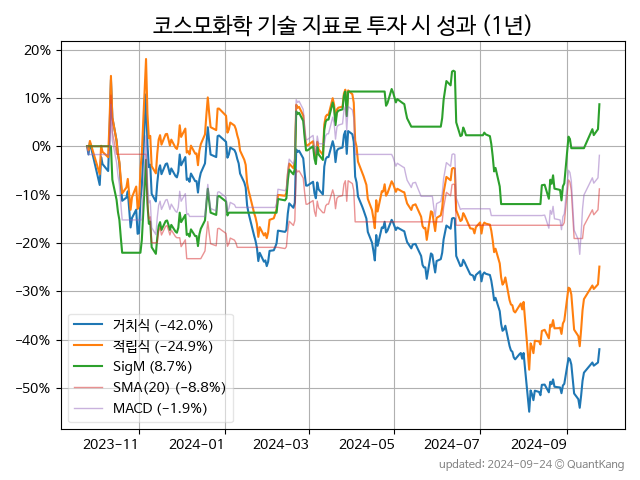 코스모화학 기술 지표로 투자 시 성과 (1년)
20%
10%
0%
−10%
−20%
−30%
−40%
−50%
거치식 (−42.0%)
적립식 (−24.9%)
SigM (8.7%)
SMA(20) (−8.8%)
MACD (−1.9%)
2023-11 2024-01 2024-03 2024-05 2024-07 2024-09
updated: 2024-09-24 © QuantKang